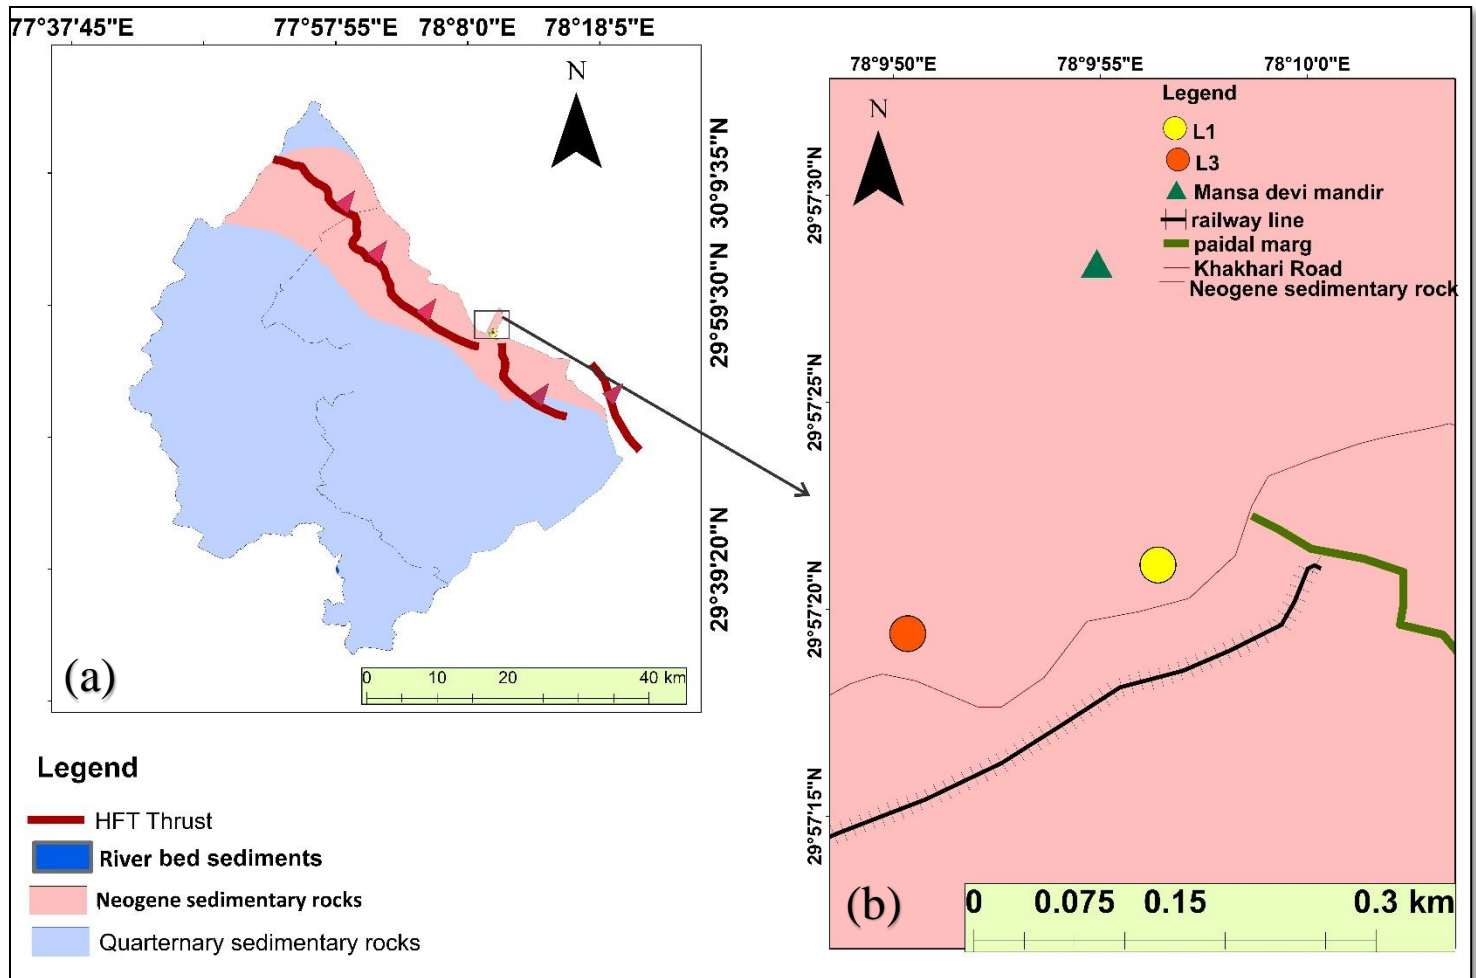 77°37'45"E 77°57'55"E 78°8'0"E 78°18'5"E
N
30°9'35"N
29°59'30"N
29°39'20"N
(a)
0 10 20 40 km
Legend
HFT Thrust
River bed sediments
Neogene sedimentary rocks
Quarternary sedimentary rocks
78°9'50"E 78°9'55"E 78°10'0"E
N
Legend
L1
L3
Mansa devi mandir
railway line
paidal marg
Khakhari Road
Neogene sedimentary rock
29°57'30"N
29°57'25"N
29°57'20"N
29°57'15"N
(b)
0 0.075 0.15 0.3 km